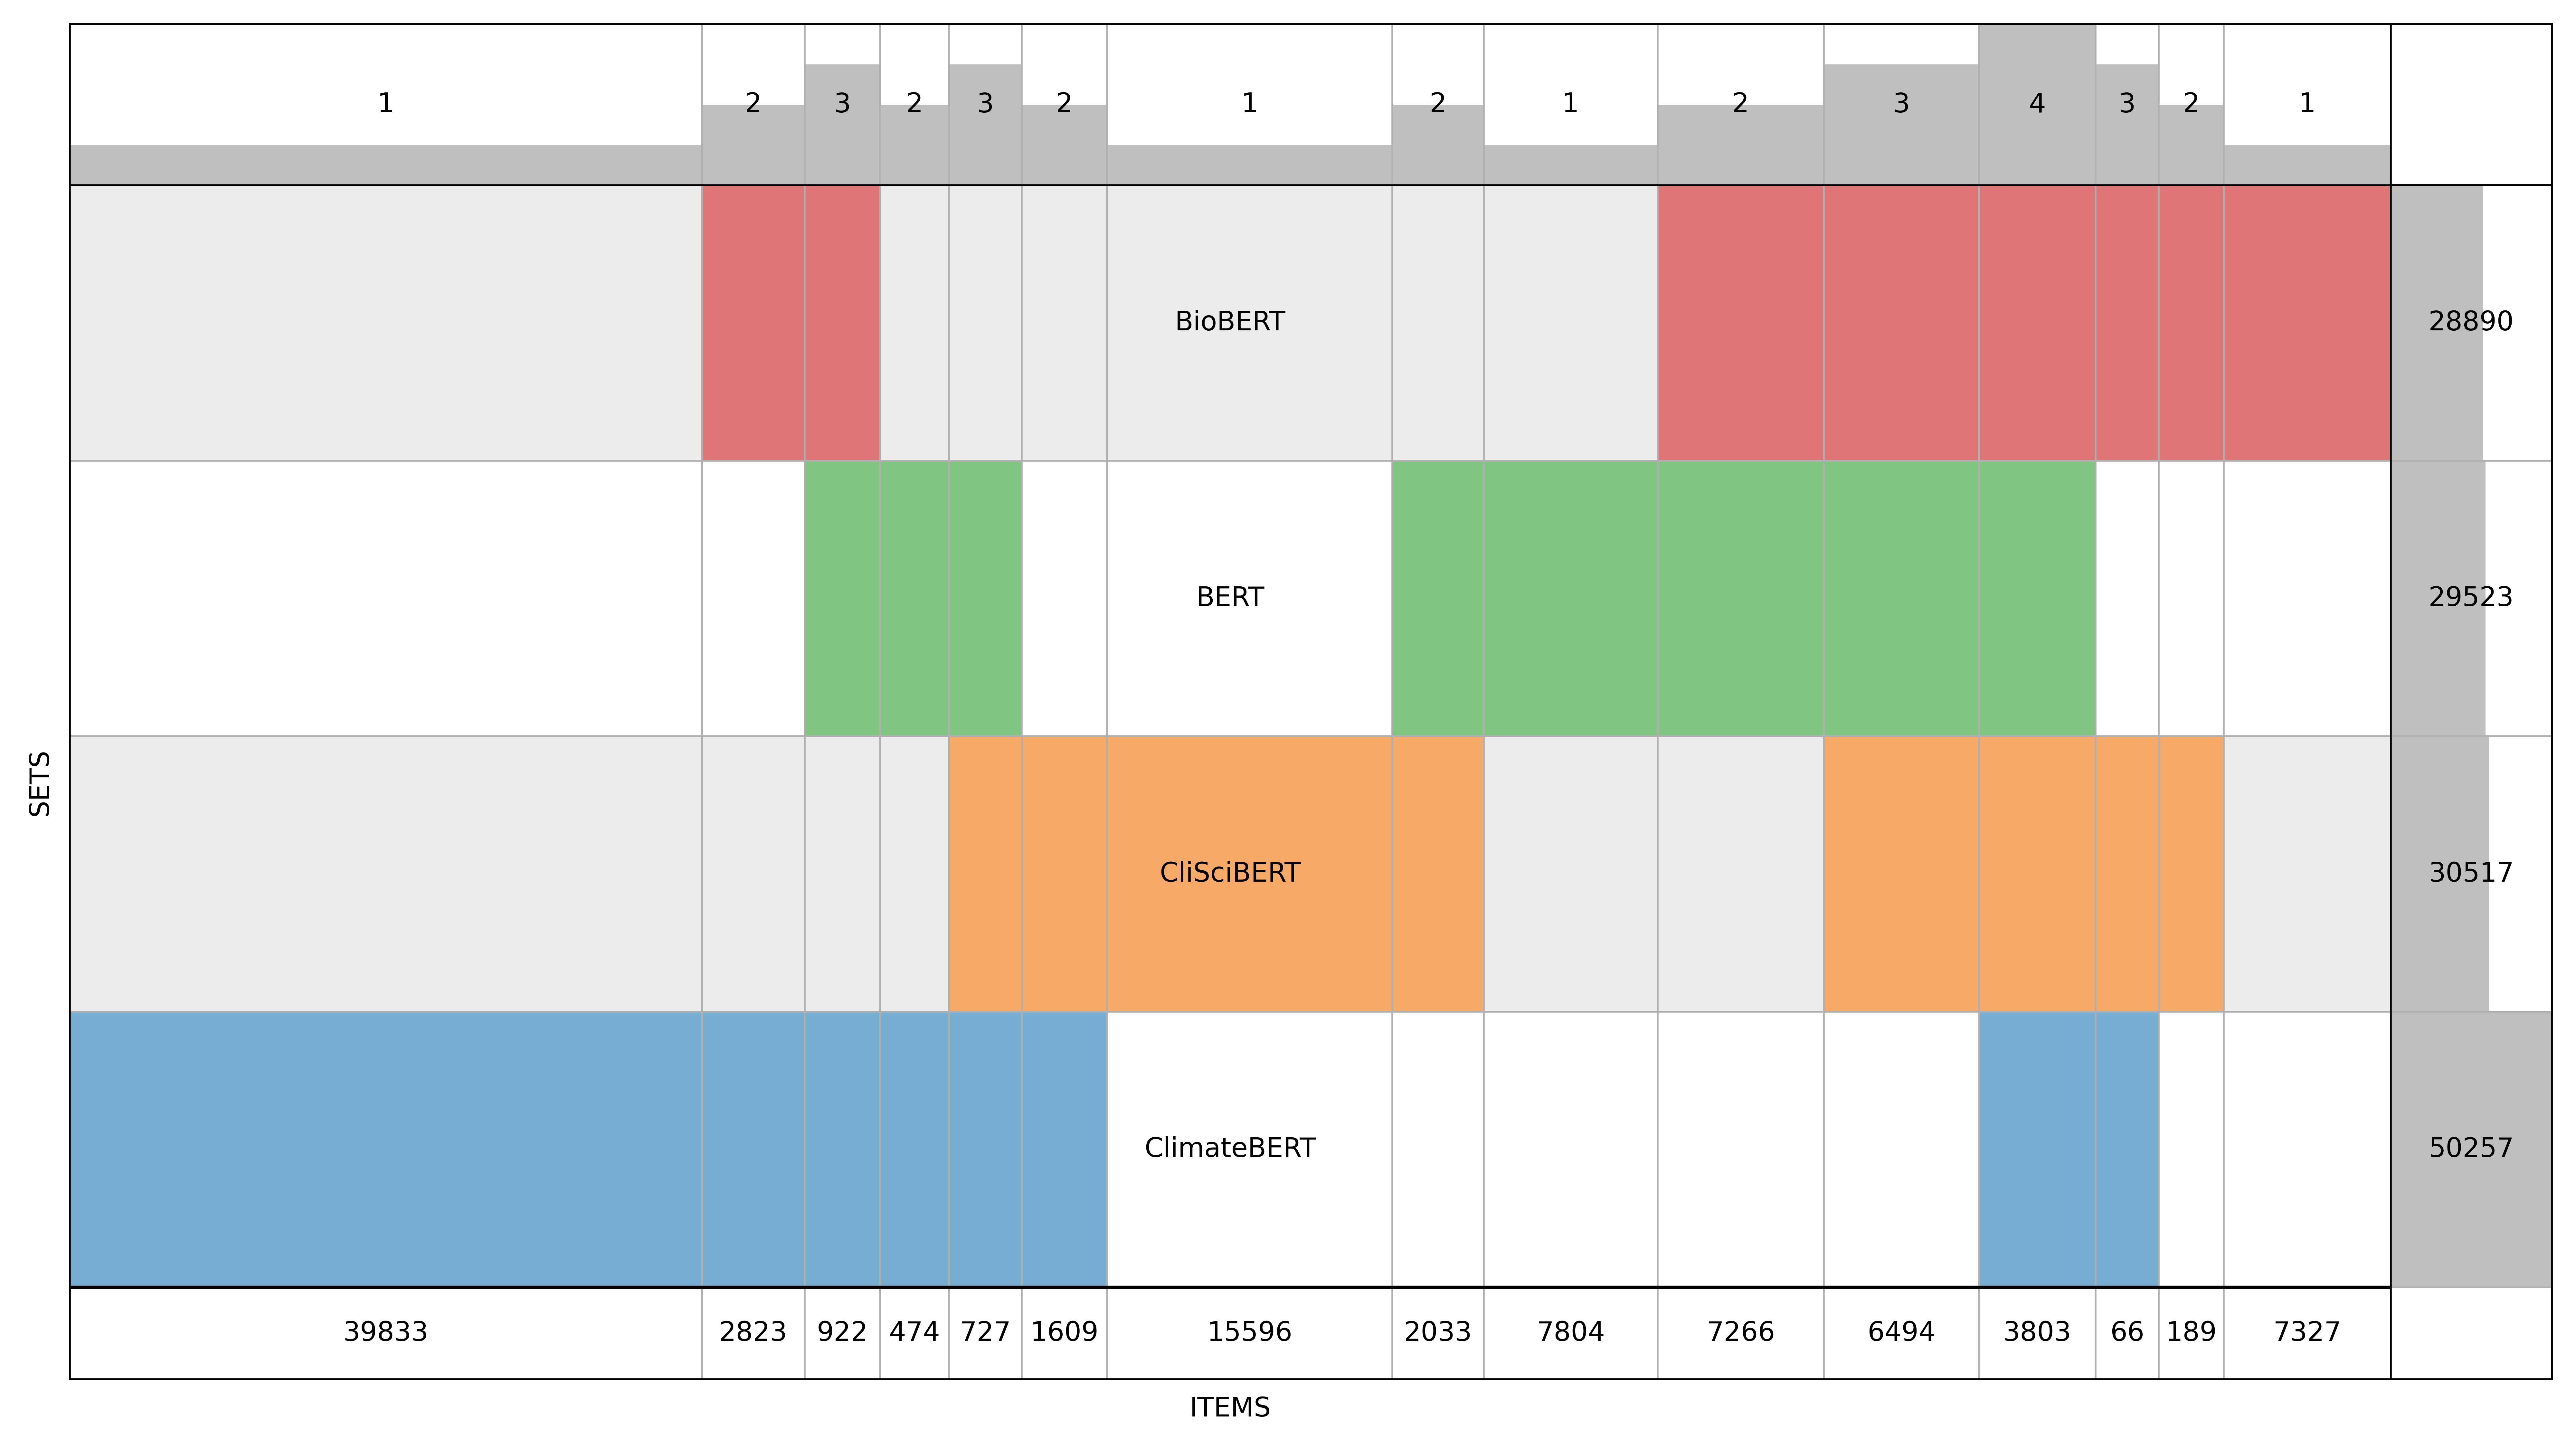 1 2 3 2 3 2 1 2 1 2 3 4 3 2 1
BioBERT 28890
BERT 29523
CliSciBERT 30517
ClimateBERT 50257
39833 2823 922 474 727 1609 15596 2033 7804 7266 6494 3803 66 189 7327
SETS
ITEMS